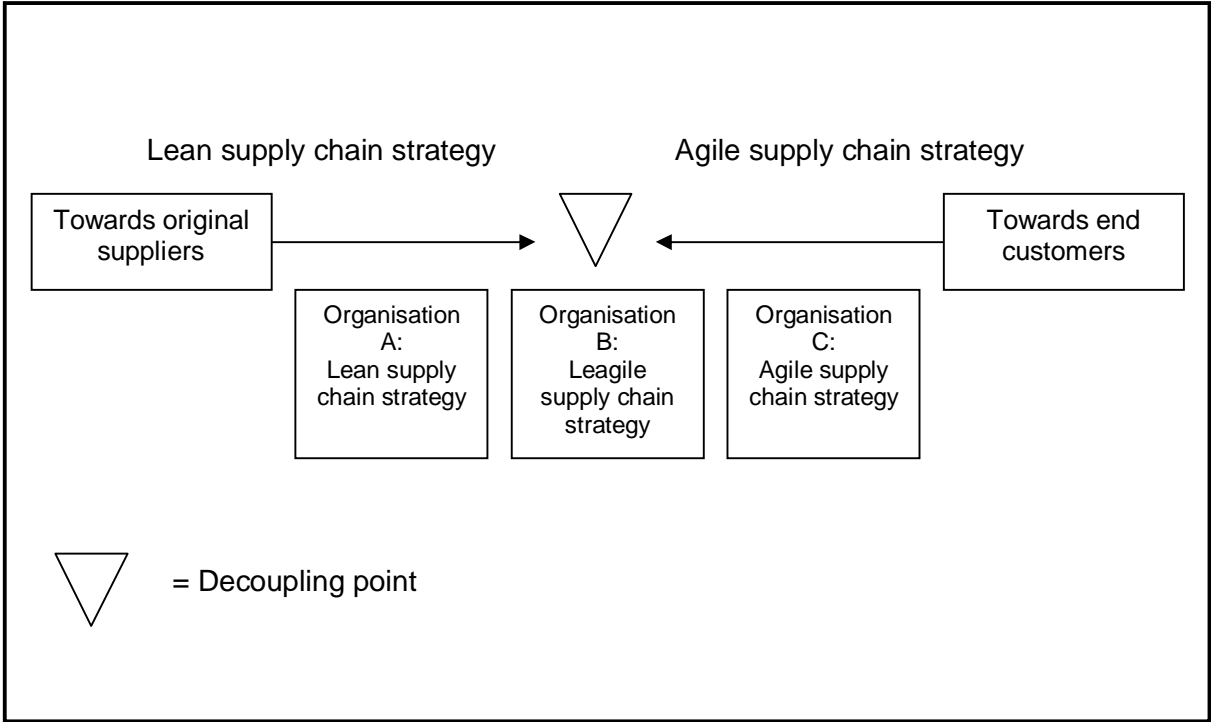 Lean supply chain strategy
Agile supply chain strategy
Towards original
suppliers
Towards end
customers
Organisation
A:
Lean supply
chain strategy
Organisation
B:
Leagile
supply chain
strategy
Organisation
C:
Agile supply
chain strategy
= Decoupling point